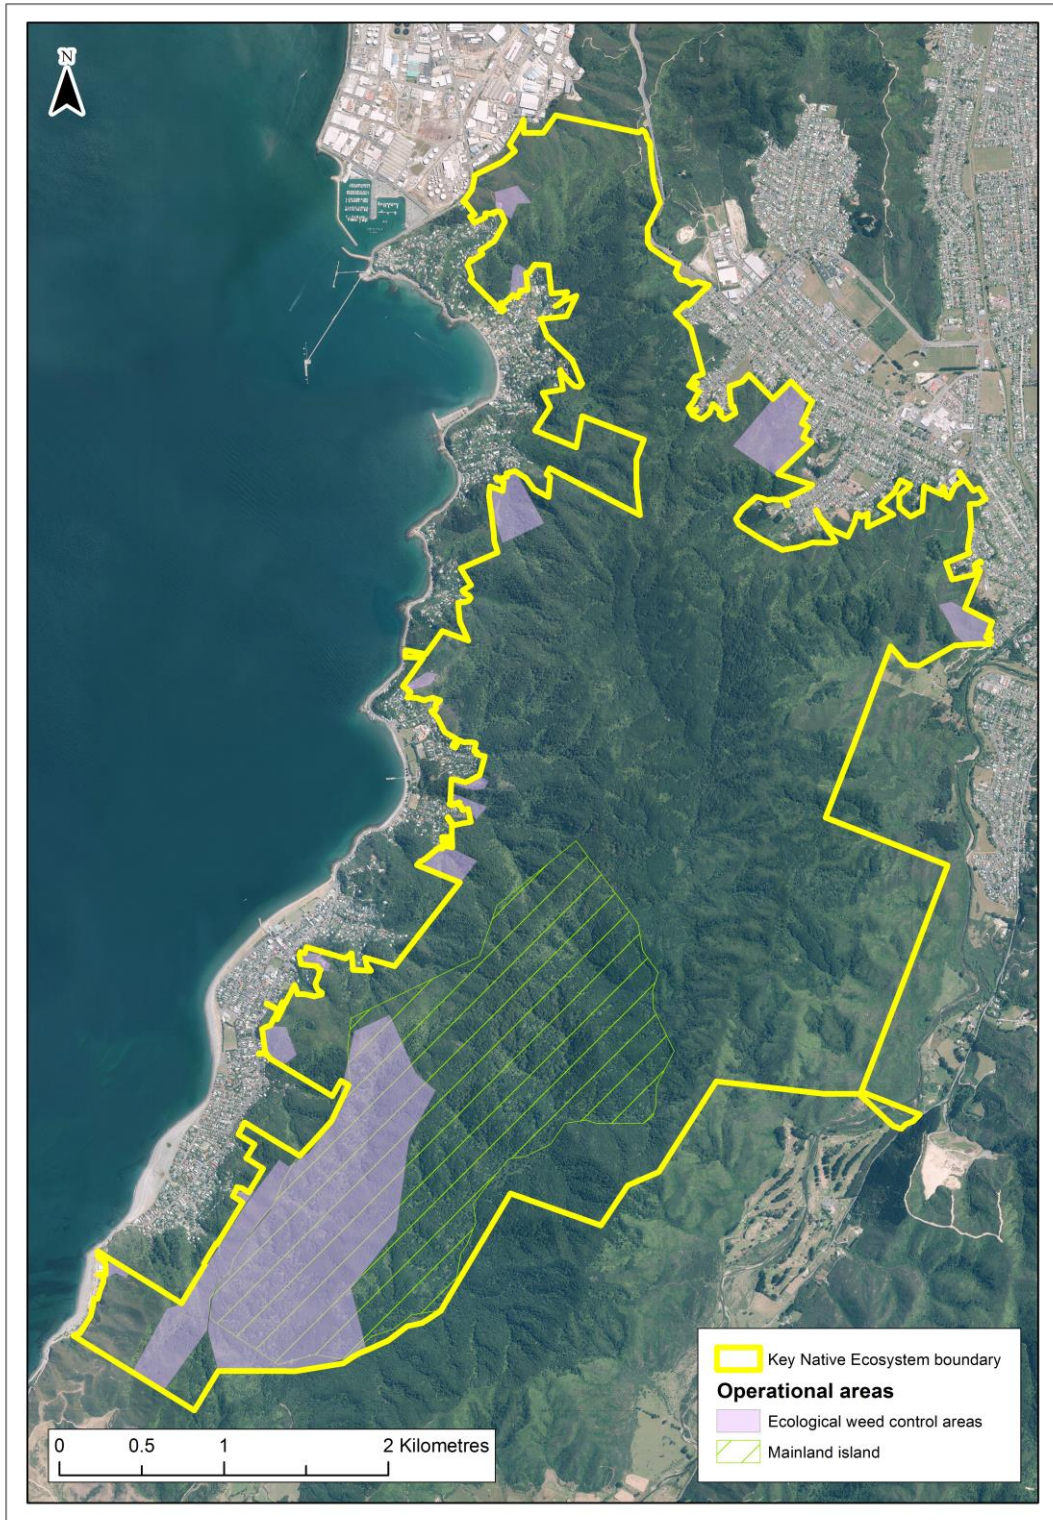 N
Key Native Ecosystem boundary
Operational areas
Ecological weed control areas
Mainland island
0 0.5 1 2 Kilometres